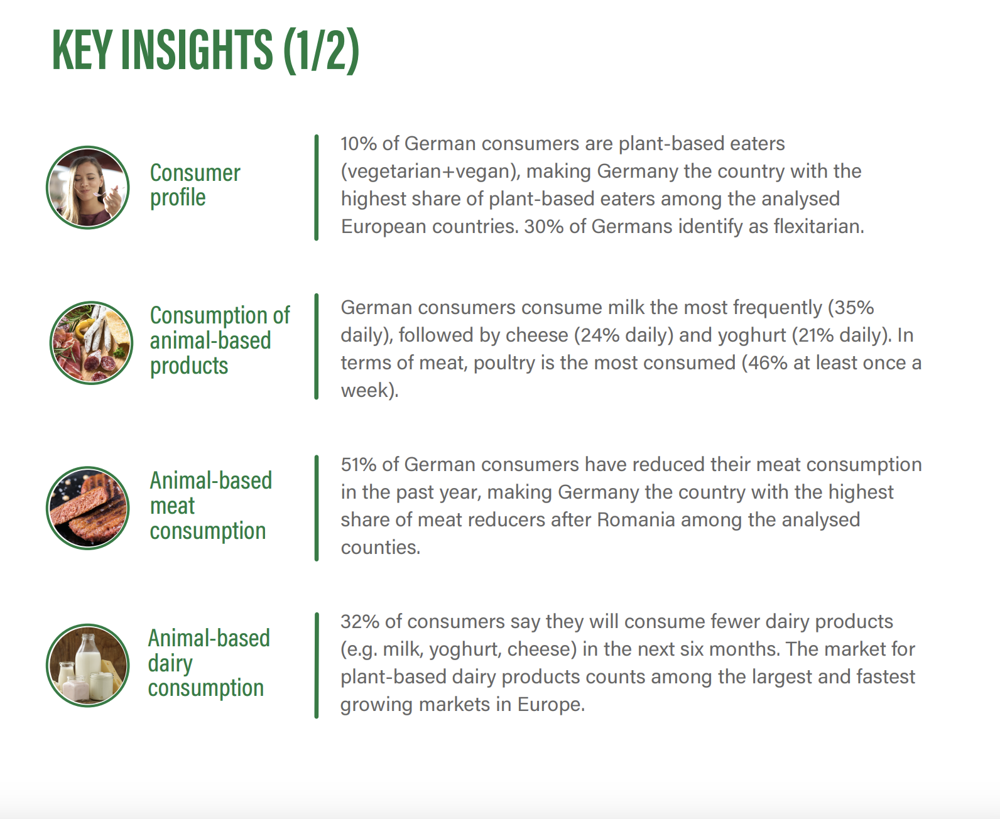 KEY INSIGHTS (1/2)
Consumer
profile
10% of German consumers are plant-based eaters
(vegetarian+vegan), making Germany the country with the
highest share of plant-based eaters among the analysed
European countries. 30% of Germans identify as flexitarian.
Consumption of
animal-based
products
German consumers consume milk the most frequently (35%
daily), followed by cheese (24% daily) and yoghurt (21% daily). In
terms of meat, poultry is the most consumed (46% at least once a
week).
Animal-based
meat
consumption
51% of German consumers have reduced their meat consumption
in the past year, making Germany the country with the highest
share of meat reducers after Romania among the analysed
counties.
Animal-based
dairy
consumption
32% of consumers say they will consume fewer dairy products
(e.g. milk, yoghurt, cheese) in the next six months. The market for
plant-based dairy products counts among the largest and fastest
growing markets in Europe.